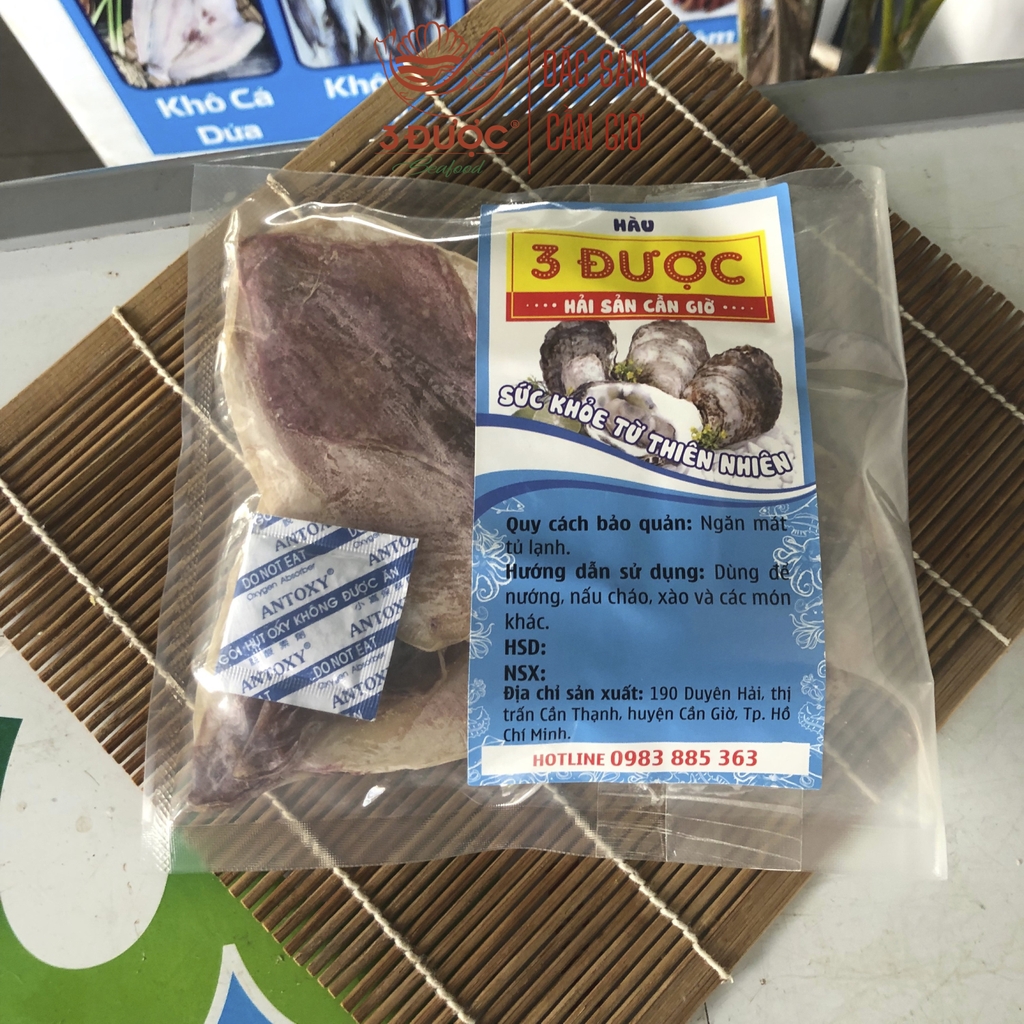 Khô Cá
Dứa
Khô
3 ĐƯỢC®
Seafood
ĐẶC SẢN
CẦN GIỜ
HÀU
3 ĐƯỢC
HẢI SẢN CẦN GIỜ
SỨC KHỎE TỪ THIÊN NHIÊN
Quy cách bảo quản: Ngăn mát
tủ lạnh.
Hướng dẫn sử dụng: Dùng để
nướng, nấu cháo, xào và các món
khác.
HSD:
NSX:
Địa chỉ sản xuất: 190 Duyên Hải, thị
trấn Cần Thạnh, huyện Cần Giờ, Tp. Hồ
Chí Minh.
HOTLINE 0983 885 363
DO NOT EAT
Oxygen Absorber
ANTOXY®
GÓI HÚT OXY KHÔNG ĐƯỢC ĂN
ANTOXY®
DO NOT EAT